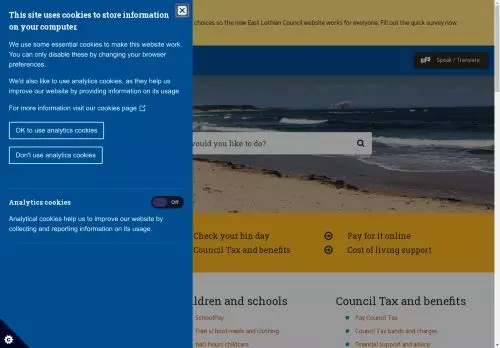 This site uses cookies to store information
on your computer.
We use some essential cookies to make this website work.
You can only disable these by changing your browser
preferences.
We'd also like to use analytics cookies, as they help us
improve our website by providing information on its usage.
For more information visit our cookies page
OK to use analytics cookies
Don't use analytics cookies
Analytics cookies
Off
Analytical cookies help us to improve our website by
collecting and reporting information on its usage.
choices so the new East Lothian Council website works for everyone. Fill out the quick survey now.
Speak / Translate
would you like to do?
Check your bin day
Pay for it online
Council Tax and benefits
Cost of living support
ildren and schools
Council Tax and benefits
SchoolPay
Pay Council Tax
Free school meals and clothing
Council Tax bands and charges
1140 hours childcare
Financial support and advice